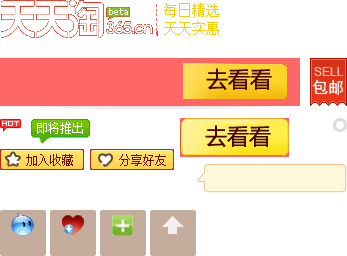 天天淘 beta
365.cn
每日精选
天天实惠
去看看
SELL
包邮
HOT
即将推出
去看看
加入收藏
分享好友